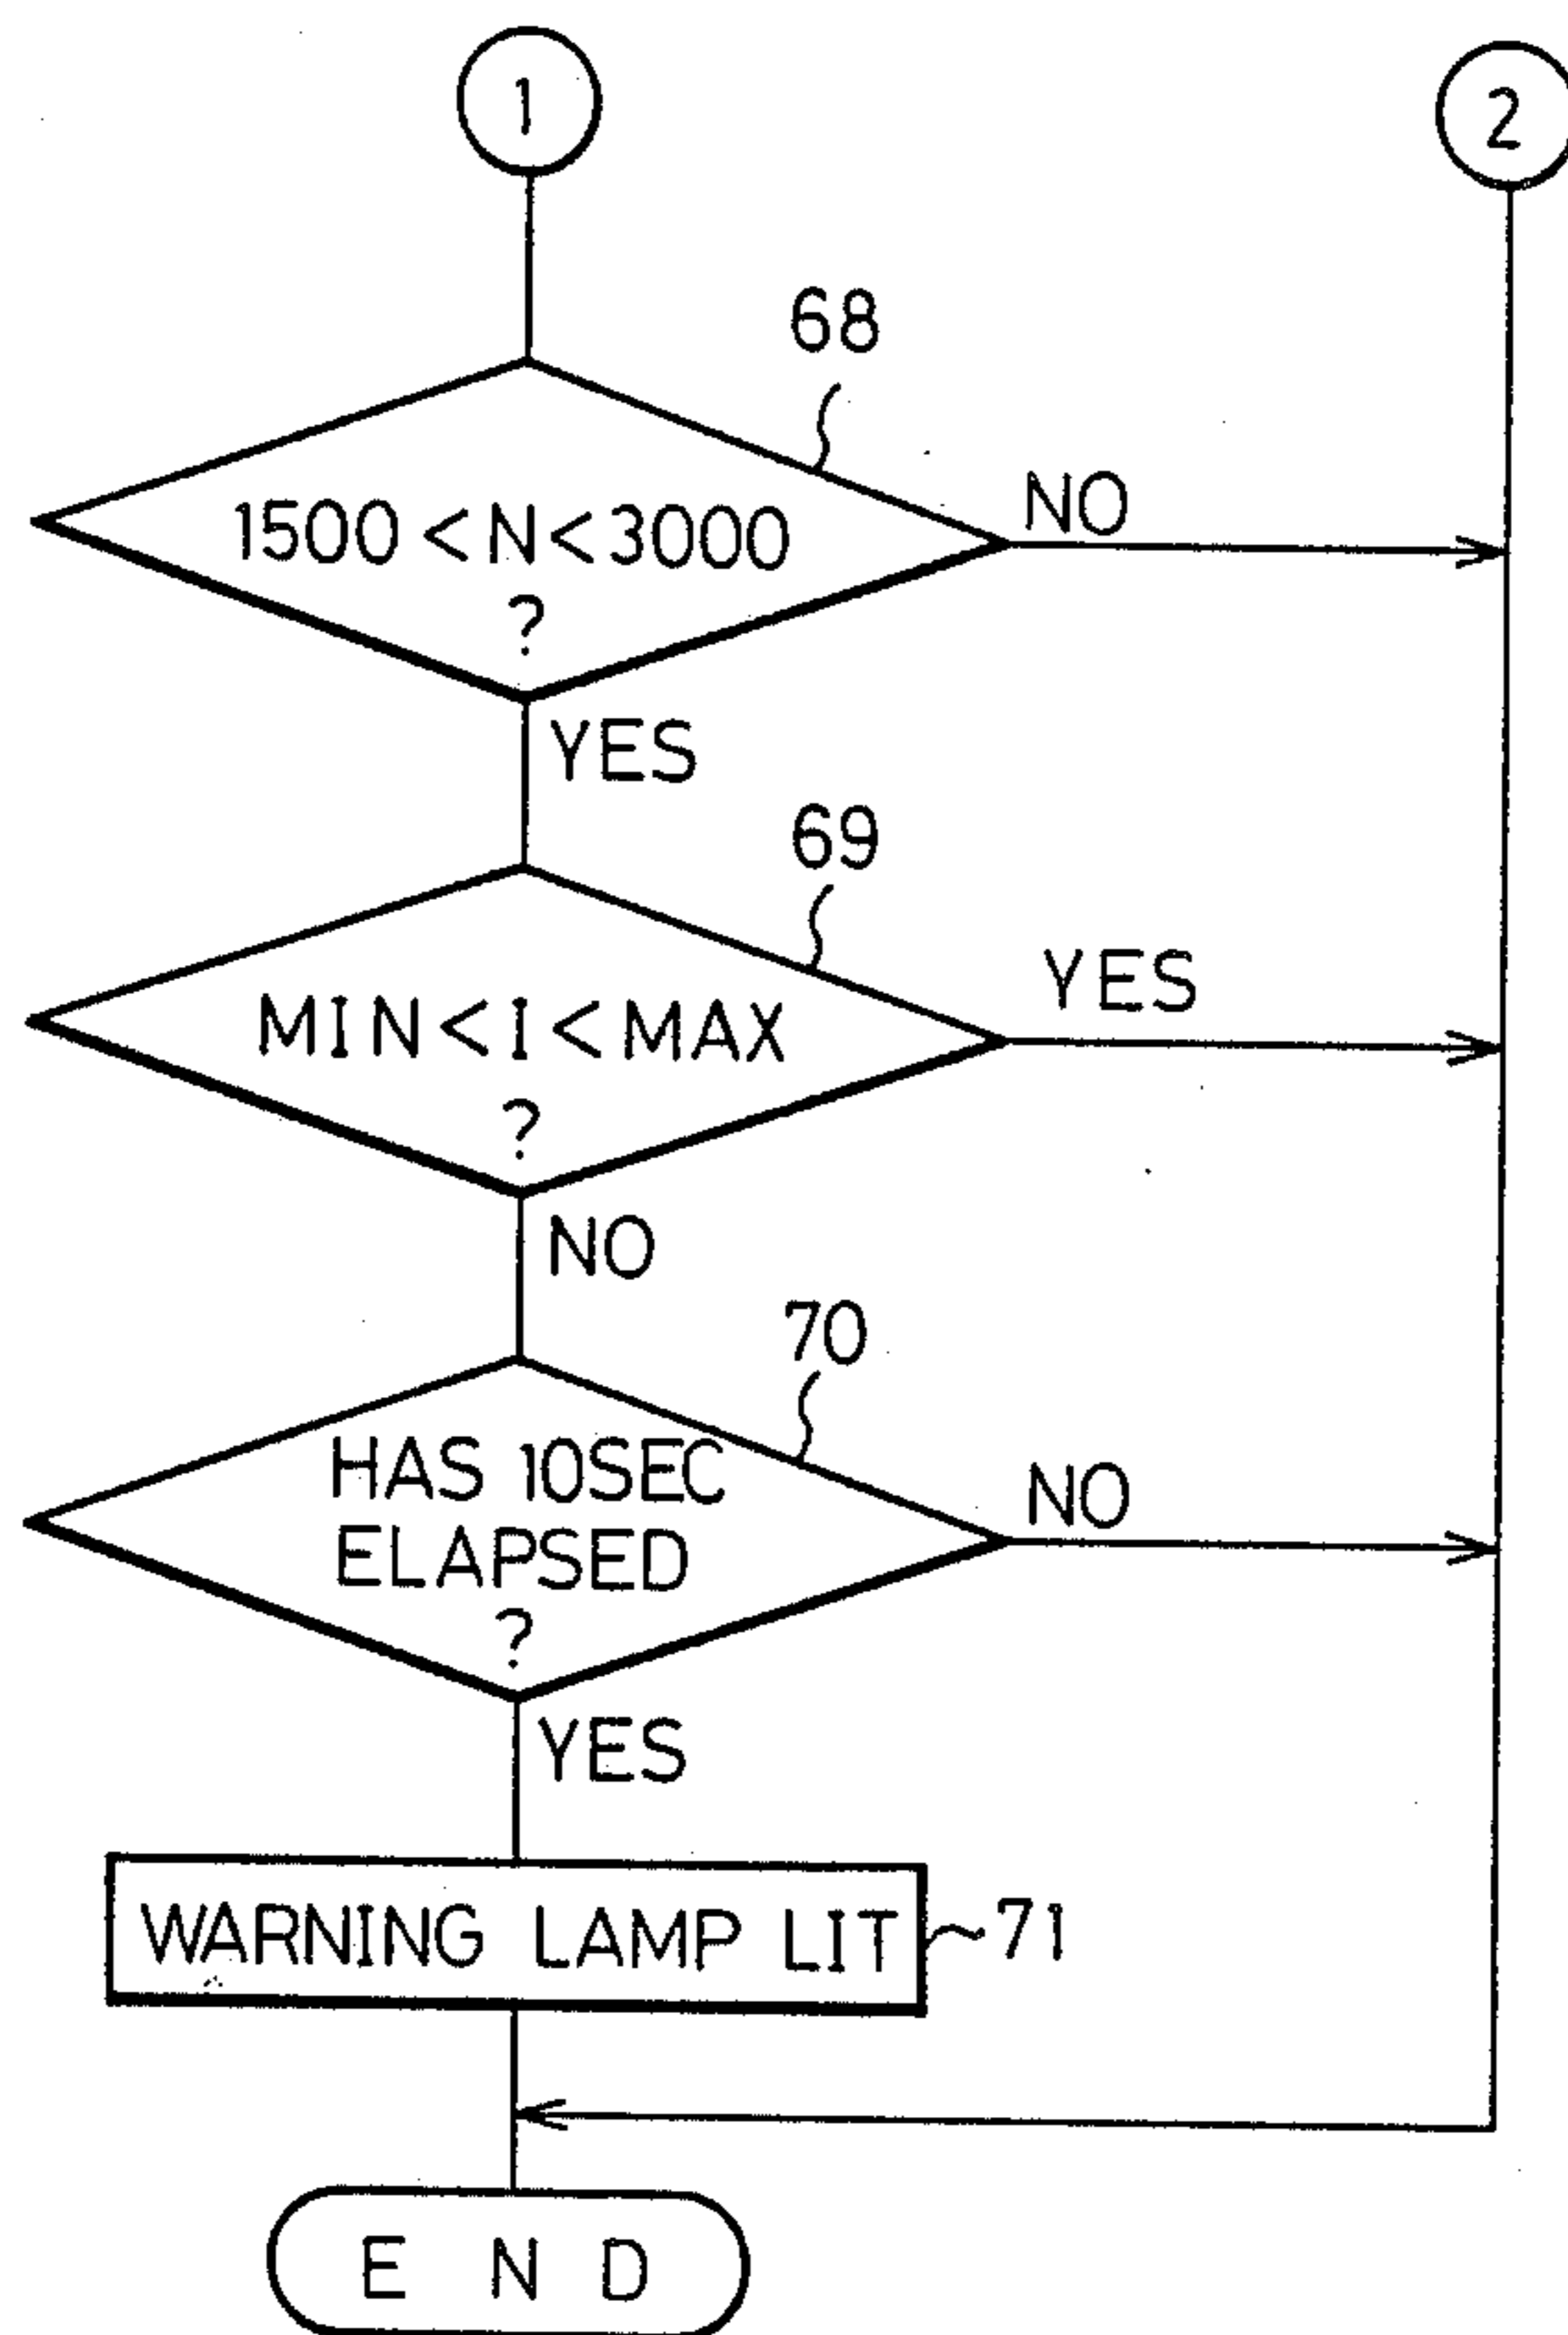 1
2
68
1500<N<3000
?
NO
YES
69
MIN<I<MAX
?
YES
NO
70
HAS 10SEC
ELAPSED
?
NO
YES
WARNING LAMP LIT
71
E N D